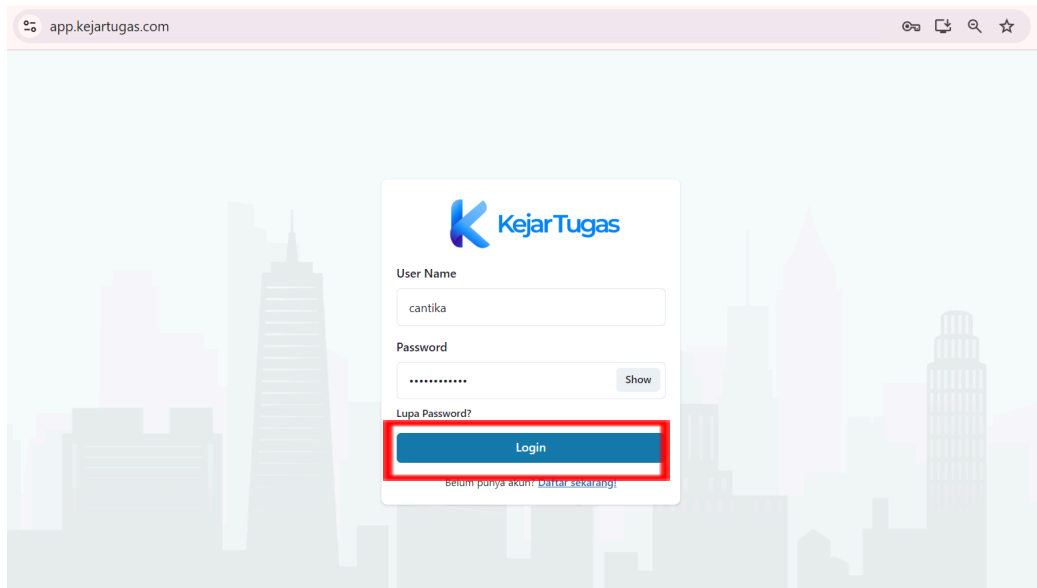 app.kejartugas.com
KejarTugas
User Name
cantika
Password
••••••••••••
Show
Lupa Password?
Login
Belum punya akun? Daftar sekarang!